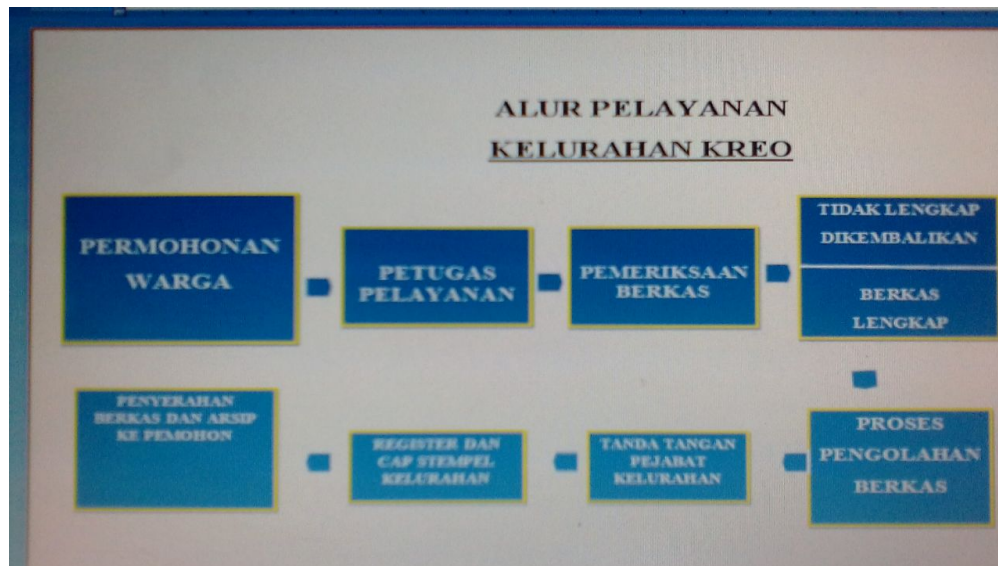 ALUR PELAYANAN
KELURAHAN KREO
PERMOHONAN
WARGA
PETUGAS
PELAYANAN
PEMERIKSAAN
BERKAS
TIDAK LENGKAP
DIKEMBALIKAN
BERKAS
LENGKAP
PROSES
PENGOLAHAN
BERKAS
TANDA TANGAN
PEJABAT
KELURAHAN
REGISTER DAN
CAP STEMPEL
KELURAHAN
PENYERAHAN
BERKAS DAN ARSIP
KE PEMOHON